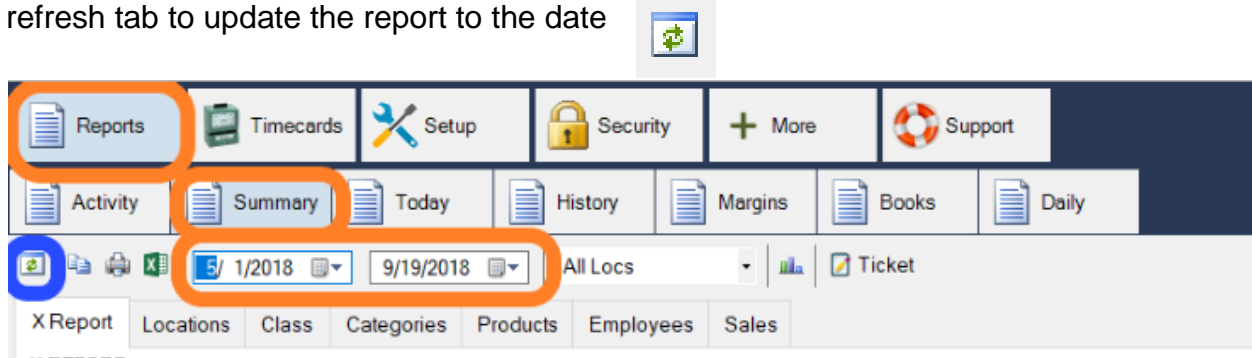 refresh tab to update the report to the date
Reports Timecards Setup Security + More Support
Activity Summary Today History Margins Books Daily
5/ 1/2018 9/19/2018 All Locs Ticket
X Report Locations Class Categories Products Employees Sales